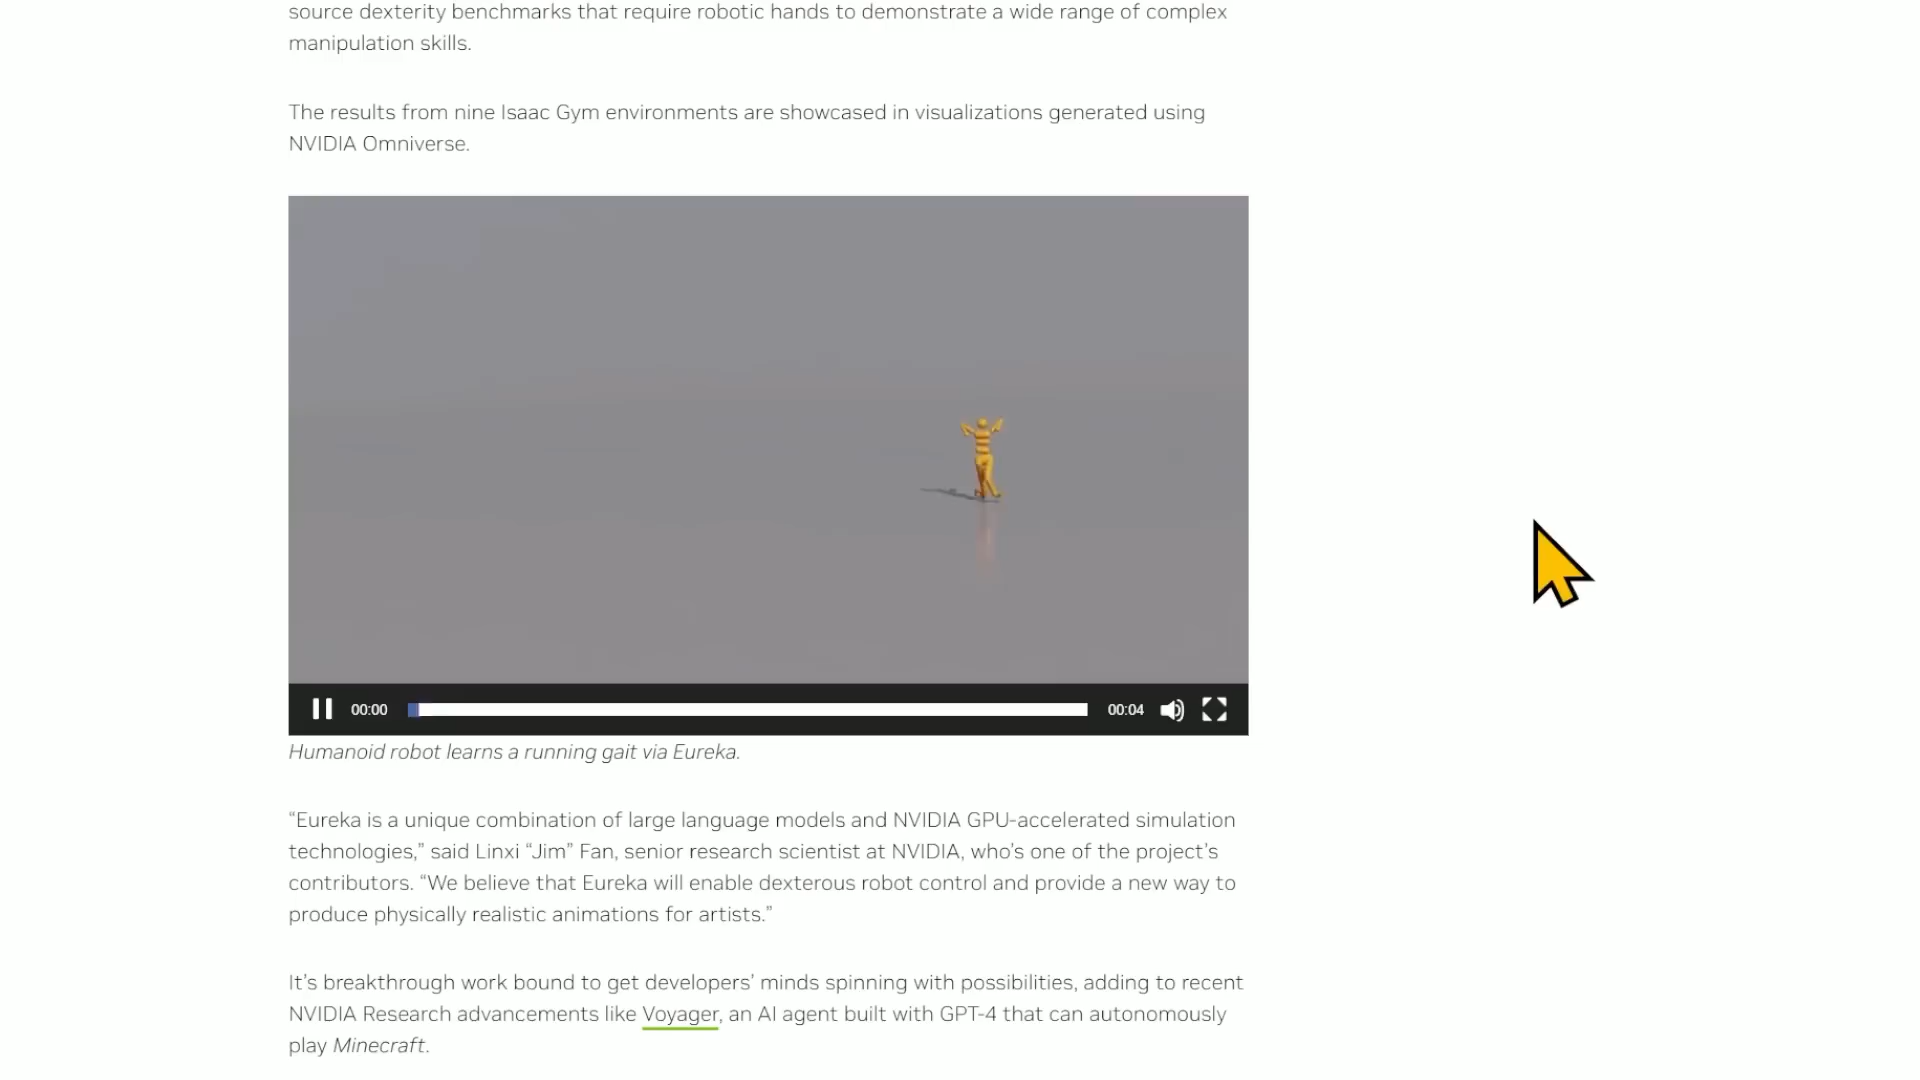 source dexterity benchmarks that require robotic hands to demonstrate a wide range of complex
manipulation skills.
The results from nine Isaac Gym environments are showcased in visualizations generated using
NVIDIA Omniverse.
00:00
00:04
Humanoid robot learns a running gait via Eureka.
“Eureka is a unique combination of large language models and NVIDIA GPU-accelerated simulation
technologies,” said Linxi “Jim” Fan, senior research scientist at NVIDIA, who’s one of the project’s
contributors. “We believe that Eureka will enable dexterous robot control and provide a new way to
produce physically realistic animations for artists.”
It’s breakthrough work bound to get developers’ minds spinning with possibilities, adding to recent
NVIDIA Research advancements like Voyager, an AI agent built with GPT-4 that can autonomously
play Minecraft.